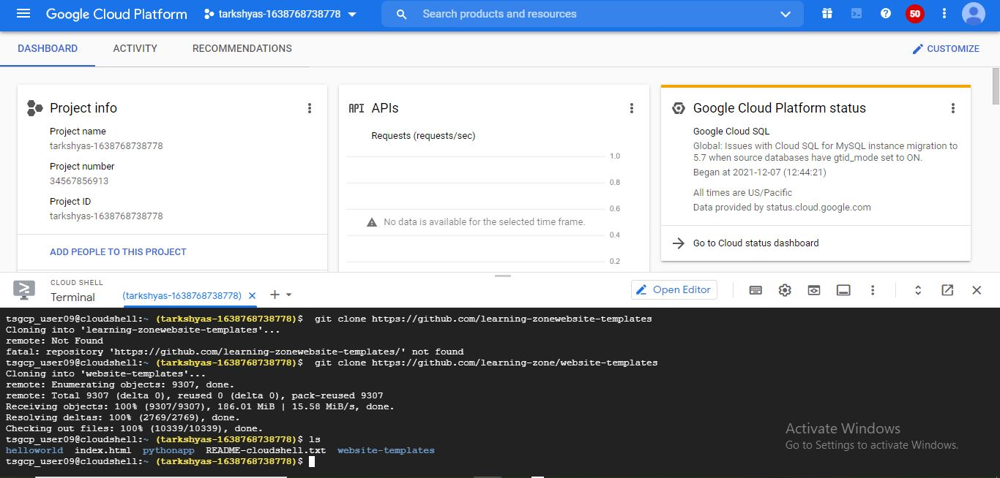 Google Cloud Platform
tarkshyas-1638768738778
Search products and resources
50
DASHBOARD
ACTIVITY
RECOMMENDATIONS
CUSTOMIZE
Project info
Project name
tarkshyas-1638768738778
Project number
34567856913
Project ID
tarkshyas-1638768738778
ADD PEOPLE TO THIS PROJECT
API APIs
Requests (requests/sec)
1.0
0.8
0.6
No data is available for the selected time frame.
0.4
0.2
Google Cloud Platform status
Google Cloud SQL
Global: Issues with Cloud SQL for MySQL instance migration to
5.7 when source databases have gtid_mode set to ON.
Began at 2021-12-07 (12:44:21)
All times are US/Pacific
Data provided by status.cloud.google.com
Go to Cloud status dashboard
CLOUD SHELL
Terminal
(tarkshyas-1638768738778)
Open Editor
tsgcp_user09@cloudshell:~ (tarkshyas-1638768738778)$  git clone https://github.com/learning-zonewebsite-templates
Cloning into 'learning-zonewebsite-templates'...
remote: Not Found
fatal: repository 'https://github.com/learning-zonewebsite-templates/' not found
tsgcp_user09@cloudshell:~ (tarkshyas-1638768738778)$  git clone https://github.com/learning-zone/website-templates
Cloning into 'website-templates'...
remote: Enumerating objects: 9307, done.
remote: Total 9307 (delta 0), reused 0 (delta 0), pack-reused 9307
Receiving objects: 100% (9307/9307), 186.01 MiB | 15.58 MiB/s, done.
Resolving deltas: 100% (2769/2769), done.
Checking out files: 100% (10339/10339), done.
tsgcp_user09@cloudshell:~ (tarkshyas-1638768738778)$ ls
helloworld  index.html  pythonapp  README-cloudshell.txt  website-templates
tsgcp_user09@cloudshell:~ (tarkshyas-1638768738778)$
Activate Windows
Go to Settings to activate Windows.